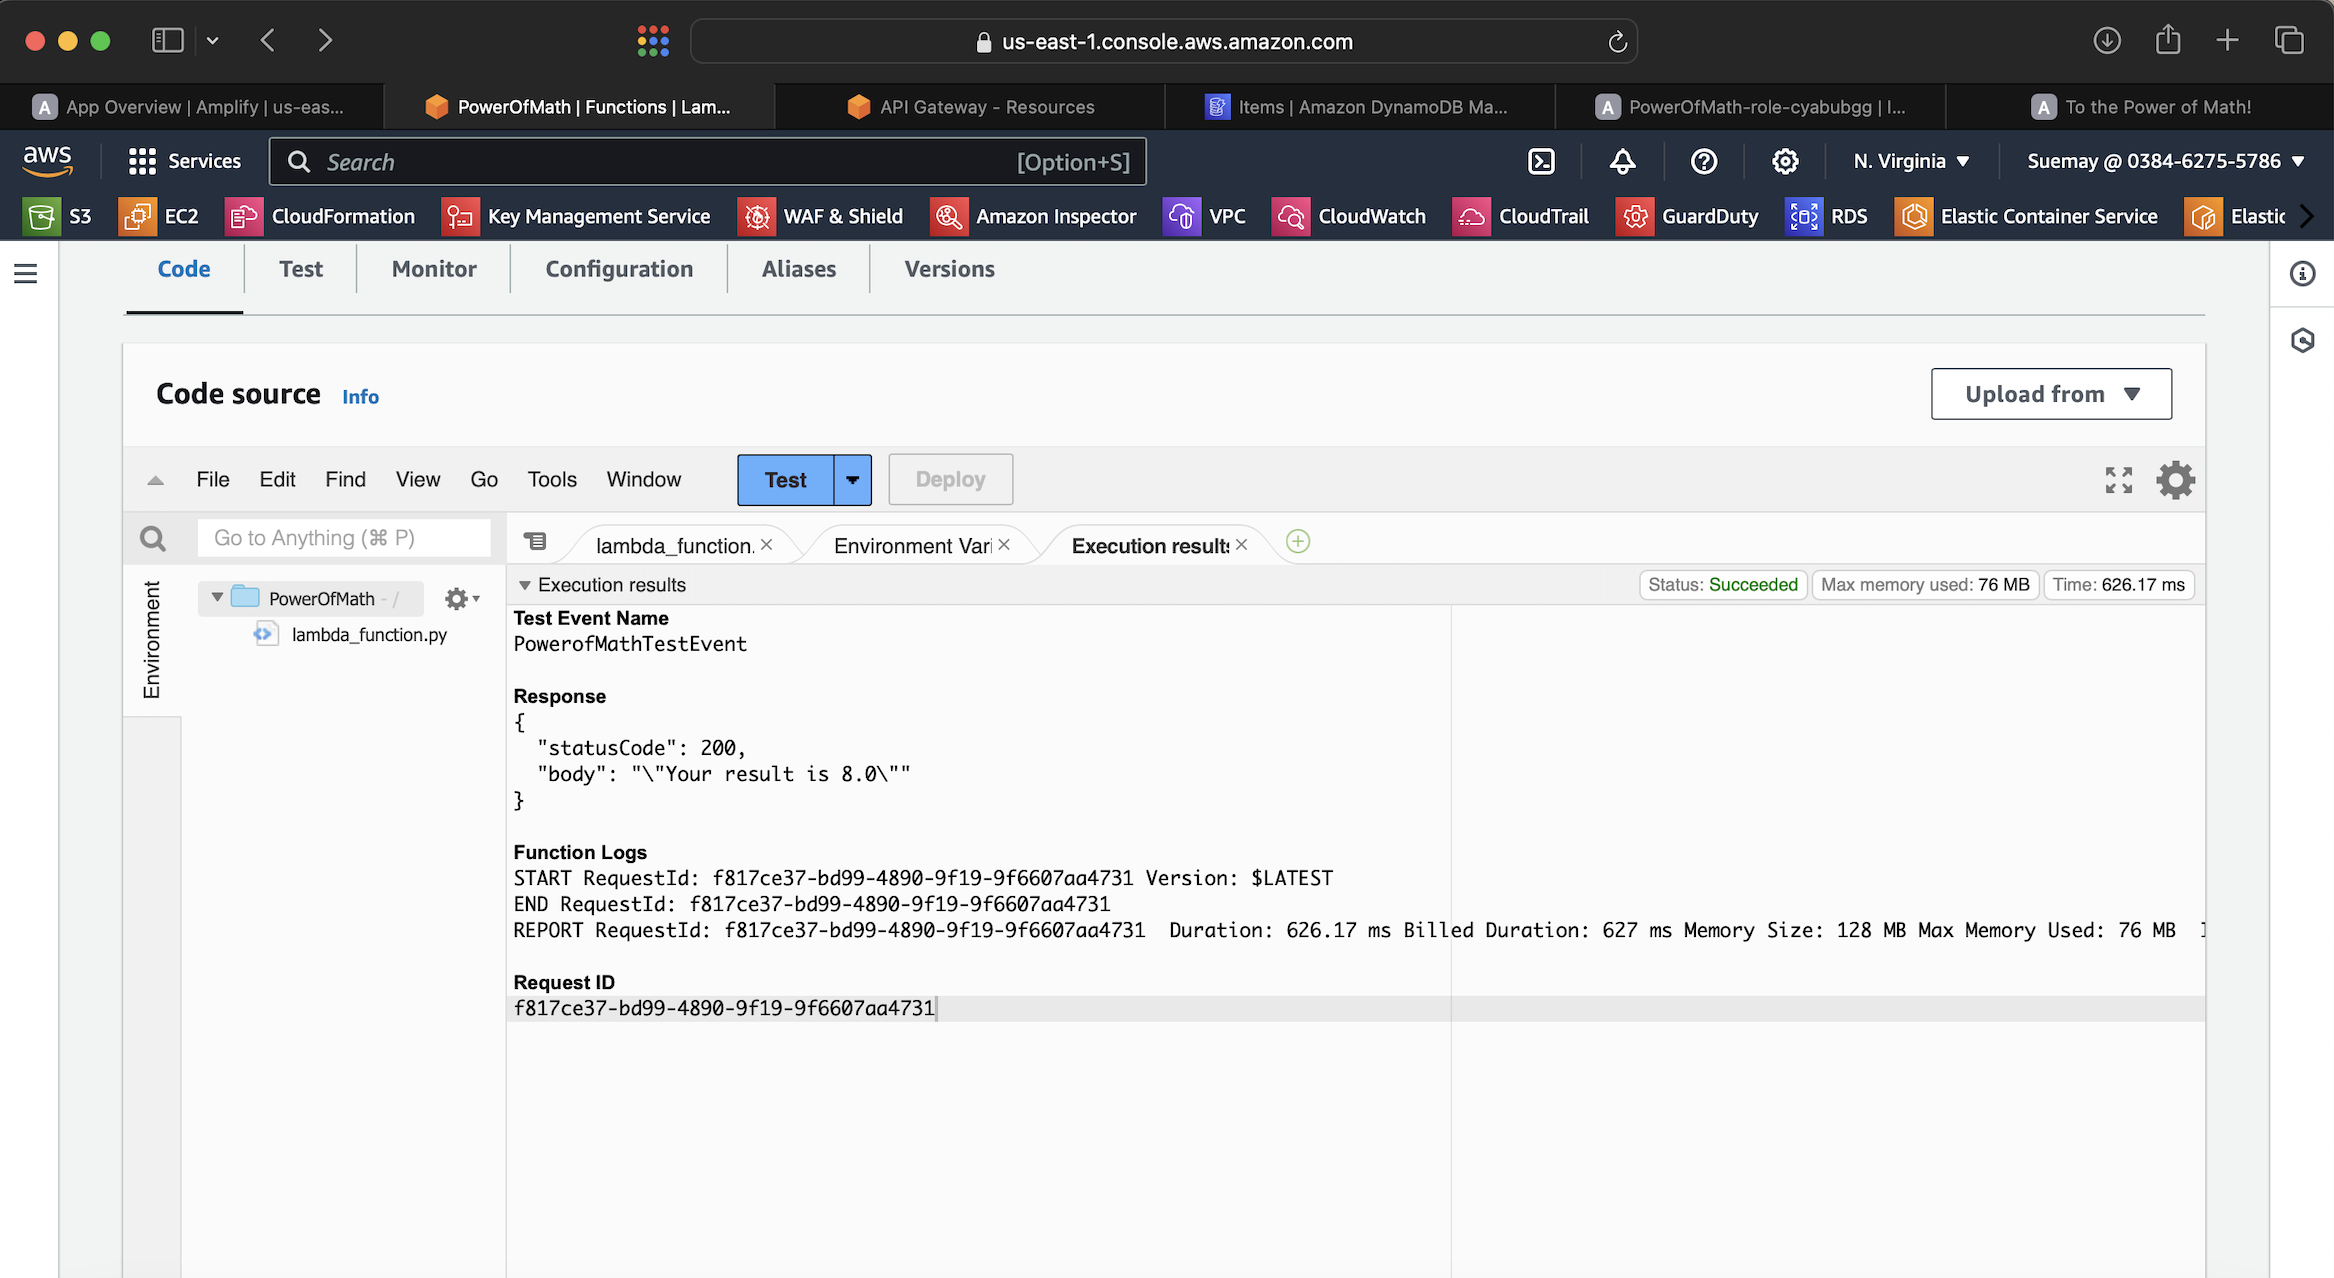 us-east-1.console.aws.amazon.com
A App Overview | Amplify | us-eas...
PowerOfMath | Functions | Lam...
API Gateway - Resources
Items | Amazon DynamoDB Ma...
A PowerOfMath-role-cyabubgg | I...
A To the Power of Math!
aws
Services
Search [Option+S]
N. Virginia ▼
Suemay @ 0384-6275-5786 ▼
S3
EC2
CloudFormation
Key Management Service
WAF & Shield
Amazon Inspector
VPC
CloudWatch
CloudTrail
GuardDuty
RDS
Elastic Container Service
Elastic
Code
Test
Monitor
Configuration
Aliases
Versions
Code source Info
Upload from ▼
File Edit Find View Go Tools Window
Test
Deploy
Go to Anything (⌘ P)
lambda_function.
Environment Vari
Execution results
Environment
PowerOfMath - /
lambda_function.py
Execution results
Status: Succeeded
Max memory used: 76 MB
Time: 626.17 ms
Test Event Name
PowerofMathTestEvent
Response
{
"statusCode": 200,
"body": "\"Your result is 8.0\""
}
Function Logs
START RequestId: f817ce37-bd99-4890-9f19-9f6607aa4731 Version: $LATEST
END RequestId: f817ce37-bd99-4890-9f19-9f6607aa4731
REPORT RequestId: f817ce37-bd99-4890-9f19-9f6607aa4731 Duration: 626.17 ms Billed Duration: 627 ms Memory Size: 128 MB Max Memory Used: 76 MB
Request ID
f817ce37-bd99-4890-9f19-9f6607aa4731